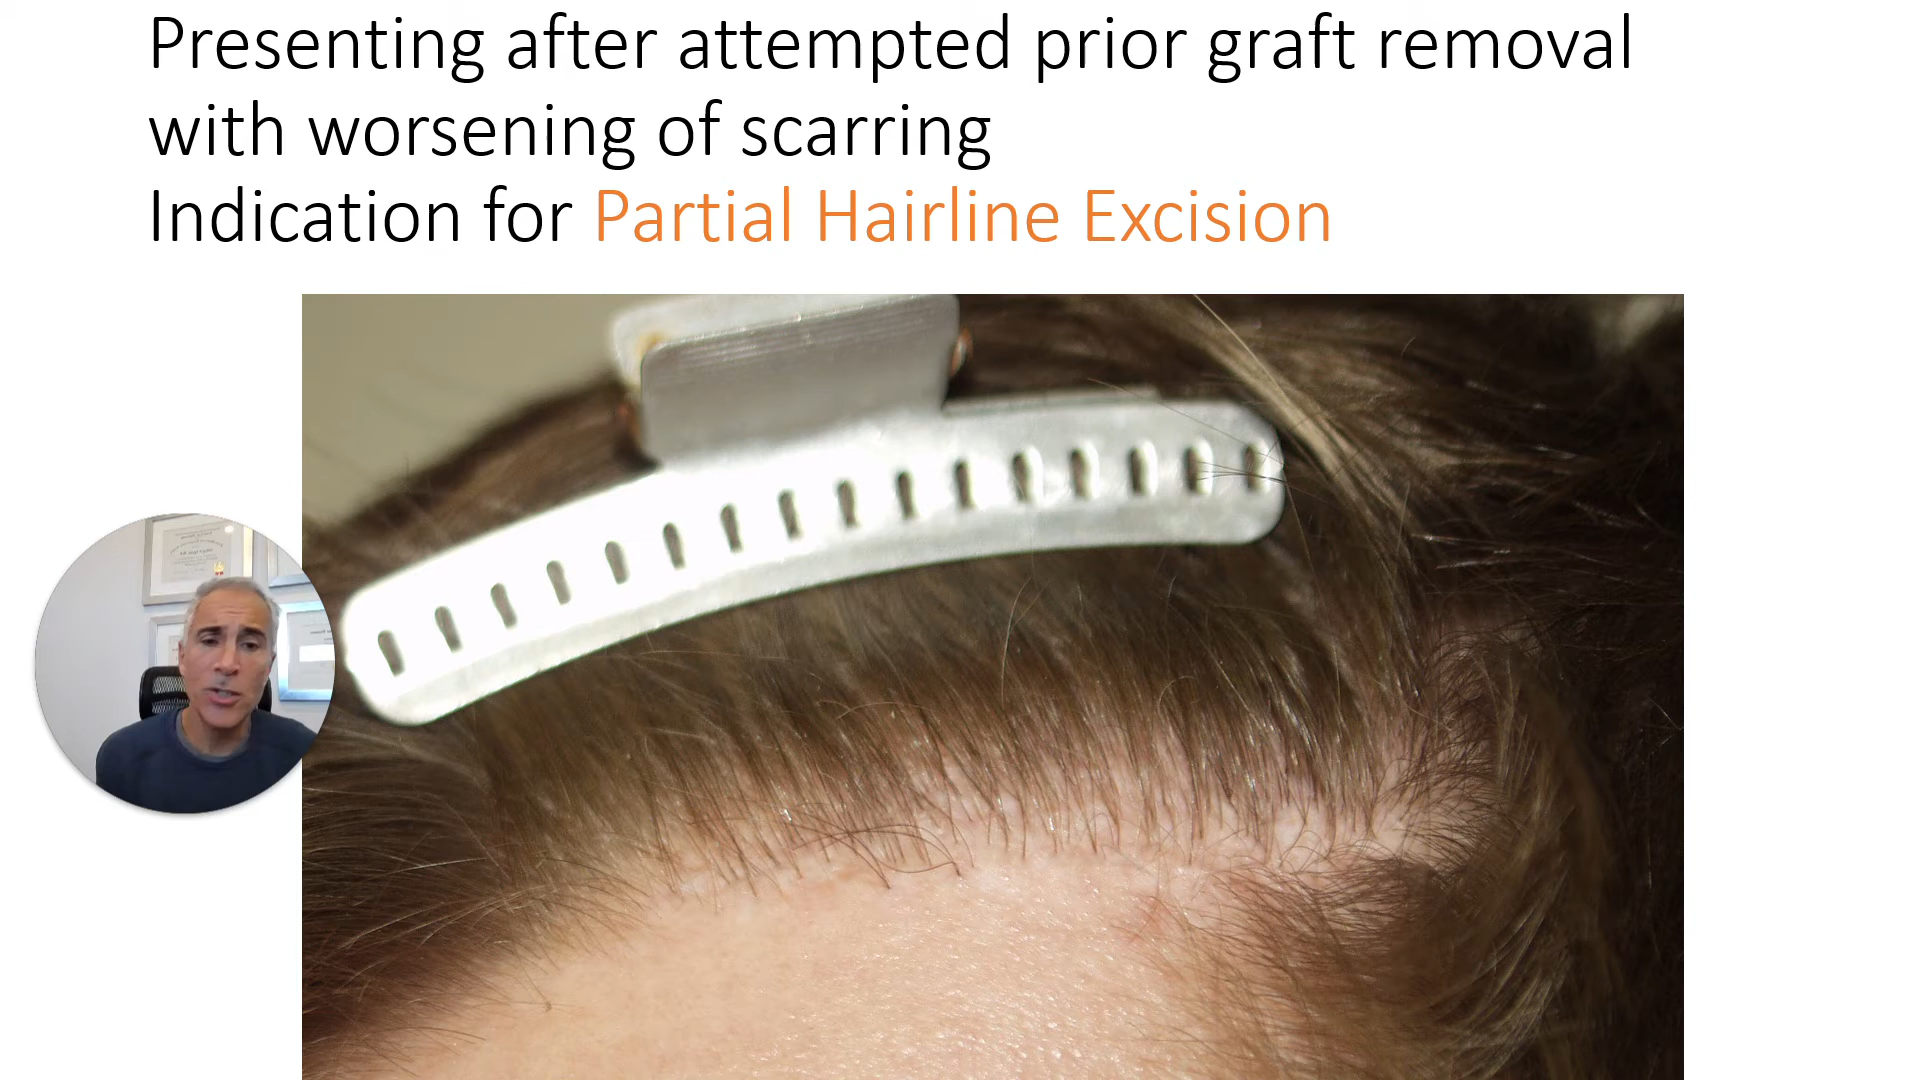 Presenting after attempted prior graft removal
with worsening of scarring
Indication for Partial Hairline Excision